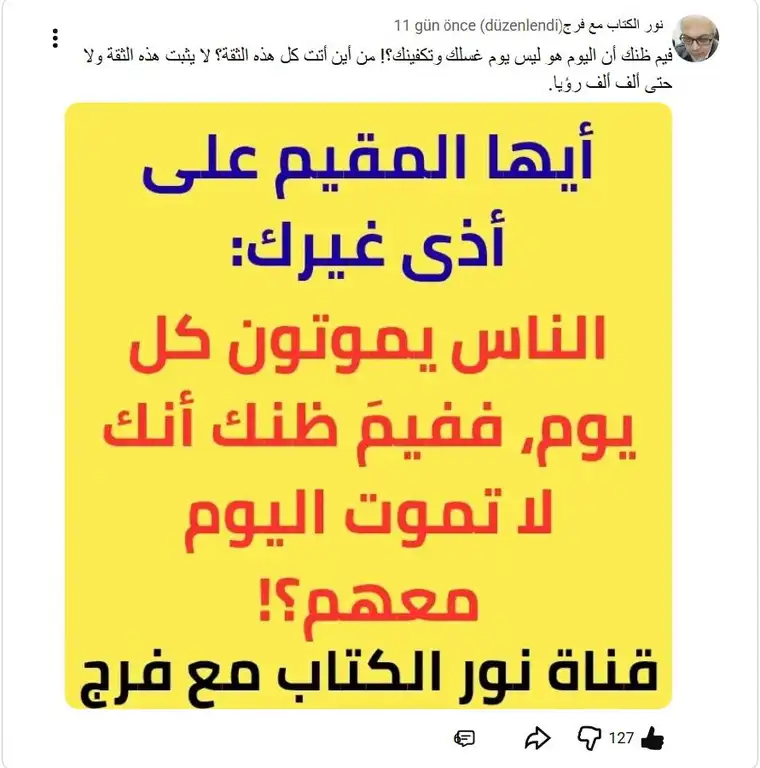 نور الكتاب مع فرج
11 gün önce (düzenlendi)
فيم ظنك أن اليوم هو ليس يوم غسلك وتكفينك؟! من أين أتت كل هذه الثقة؟ لا يثبت هذه الثقة ولا
حتى ألف ألف رؤيا.
أيها المقيم على
أذى غيرك:
الناس يموتون كل
يوم, ففيمَ ظنك أنك
لا تموت اليوم
معهم؟!
قناة نور الكتاب مع فرج
127